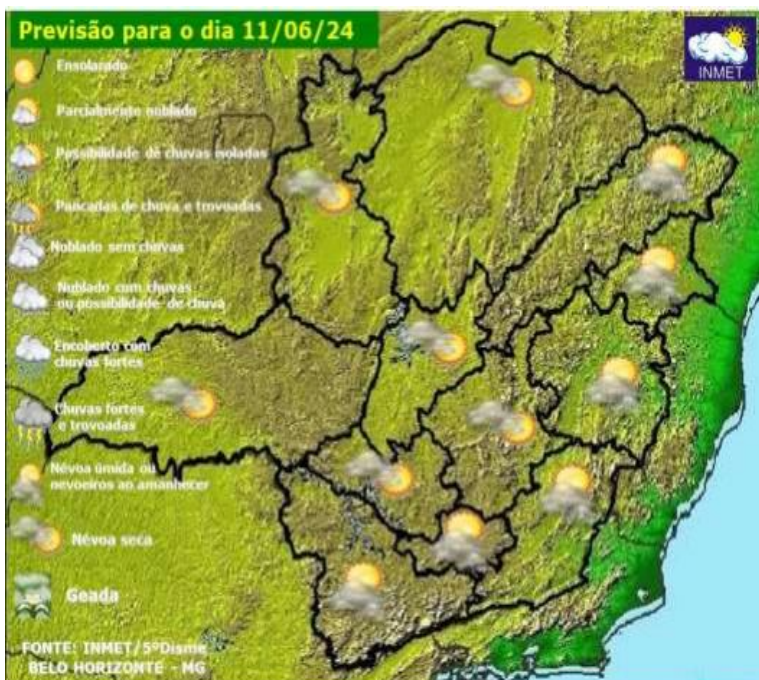 Previsão para o dia 11/06/24
INMET
Ensolarado
Parcialmente noblado
Possibilidade de chuvas isoladas
Pancadas de chuva e trovoadas
Noblado sem chuvas
Nublado com chuvas
ou possibilidade de chuva
Encoberto com
chuvas fortes
Chuvas fortes
e trovoadas
Névoa úmida ou
nevoeiros ao amanhecer
Névoa seca
Geada
FONTE: INMET/5ºDisme
BELO HORIZONTE - MG